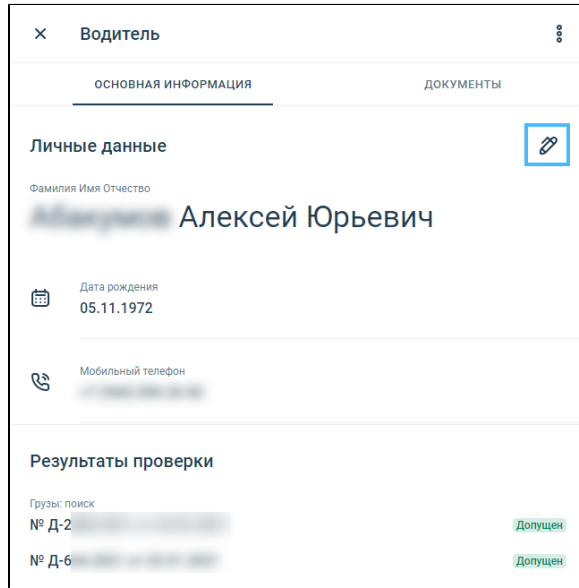 Водитель
ОСНОВНАЯ ИНФОРМАЦИЯ ДОКУМЕНТЫ
Личные данные
Фамилия Имя Отчество
Алексей Юрьевич
Дата рождения
05.11.1972
Мобильный телефон
Результаты проверки
Грузы: поиск
№ Д-2 Допущен
№ Д-6 Допущен